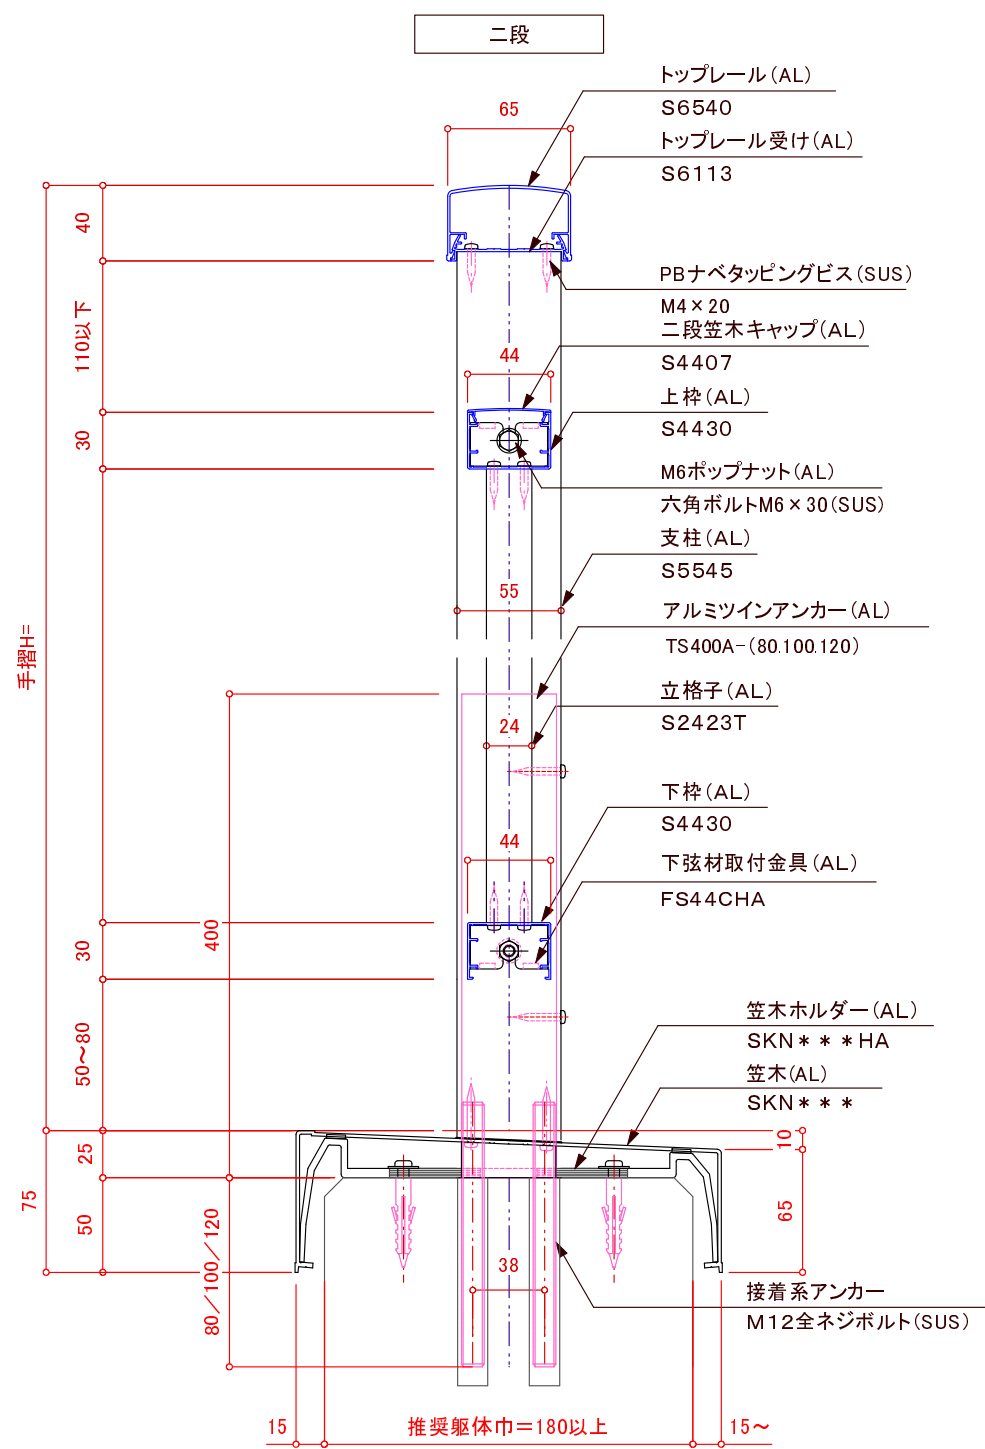 二段
トップレール(AL)
S6540
65
トップレール受け(AL)
S6113
40
PBナベタッピングビス(SUS)
M4×20
110以下
二段笠木キャップ(AL)
S4407
44
上枠(AL)
S4430
30
M6ポップナット(AL)
六角ボルトM6×30(SUS)
支柱(AL)
S5545
55
アルミツインアンカー(AL)
TS400A-(80.100.120)
手摺H=
立格子(AL)
S2423T
24
下枠(AL)
S4430
44
下弦材取付金具(AL)
FS44CHA
400
30
笠木ホルダー(AL)
SKN＊＊＊HA
50～80
笠木(AL)
SKN＊＊＊
10
25
75
50
65
80/100/120
38
接着系アンカー
M12全ネジボルト(SUS)
15
推奨躯体巾=180以上
15～